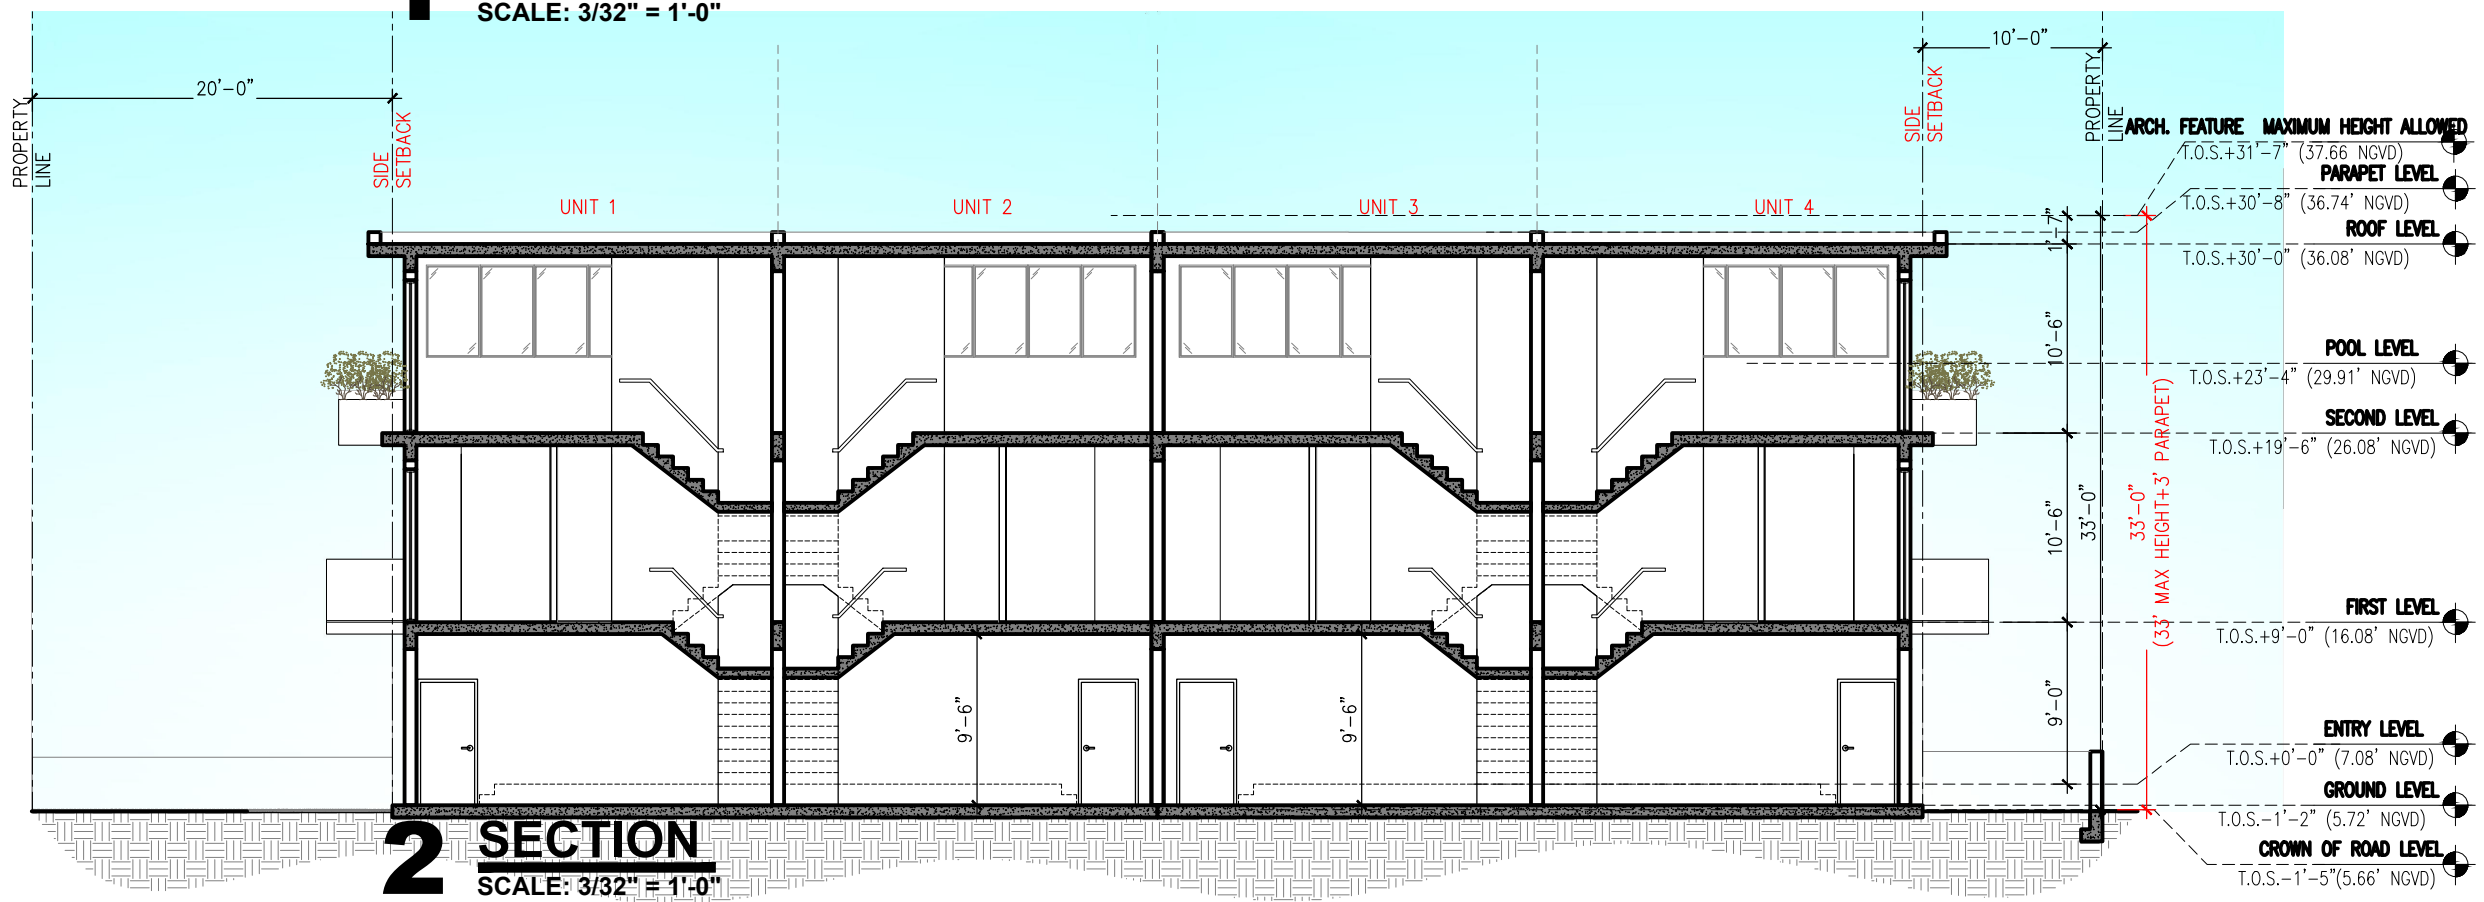 SCALE: 3/32" = 1'-0"
20'-0"
10'-0"
PROPERTY
LINE
SIDE
SETBACK
SIDE
SETBACK
PROPERTY
LINE
UNIT 1
UNIT 2
UNIT 3
UNIT 4
ARCH. FEATURE MAXIMUM HEIGHT ALLOWED
T.O.S.+31'-7" (37.66 NGVD)
PARAPET LEVEL
T.O.S.+30'-8" (36.74' NGVD)
ROOF LEVEL
T.O.S.+30'-0" (36.08' NGVD)
POOL LEVEL
T.O.S.+23'-4" (29.91' NGVD)
SECOND LEVEL
T.O.S.+19'-6" (26.08' NGVD)
FIRST LEVEL
T.O.S.+9'-0" (16.08' NGVD)
ENTRY LEVEL
T.O.S.+0'-0" (7.08' NGVD)
GROUND LEVEL
T.O.S.-1'-2" (5.72' NGVD)
CROWN OF ROAD LEVEL
T.O.S.-1'-5"(5.66' NGVD)
1'-7"
10'-6"
10'-6"
9'-0"
33'-0"
33'-0"
(33' MAX HEIGHT+3' PARAPET)
9'-6"
9'-6"
2 SECTION
SCALE: 3/32" = 1'-0"